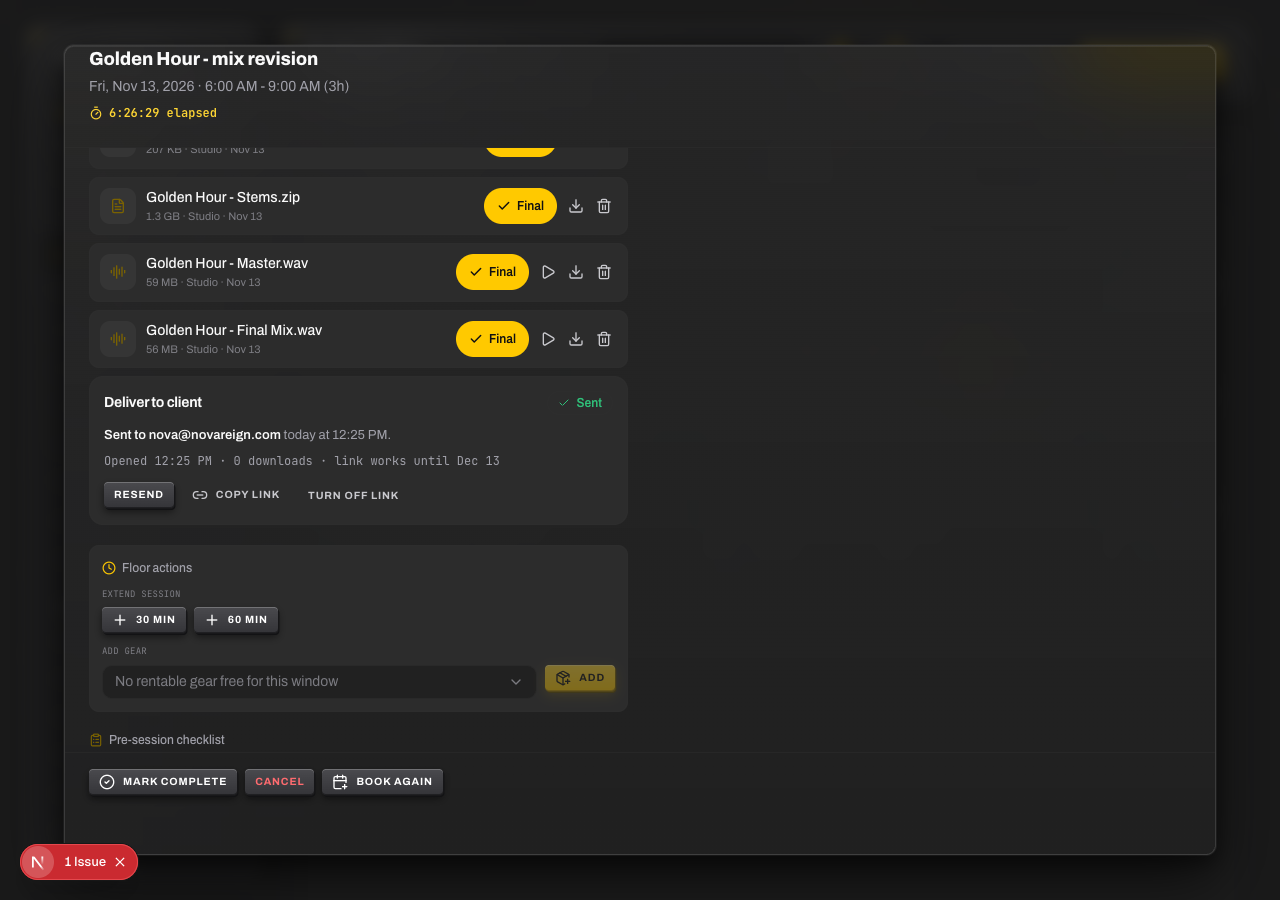 Golden Hour - mix revision
Fri, Nov 13, 2026 · 6:00 AM - 9:00 AM (3h)
6:26:29 elapsed
207 KB · Studio · Nov 13
Golden Hour - Stems.zip
1.3 GB · Studio · Nov 13
Final
Golden Hour - Master.wav
59 MB · Studio · Nov 13
Final
Golden Hour - Final Mix.wav
56 MB · Studio · Nov 13
Final
Deliver to client
Sent
Sent to nova@novareign.com today at 12:25 PM.
Opened 12:25 PM · 0 downloads · link works until Dec 13
RESEND
COPY LINK
TURN OFF LINK
Floor actions
EXTEND SESSION
30 MIN
60 MIN
ADD GEAR
No rentable gear free for this window
ADD
Pre-session checklist
MARK COMPLETE
CANCEL
BOOK AGAIN
N
1 Issue